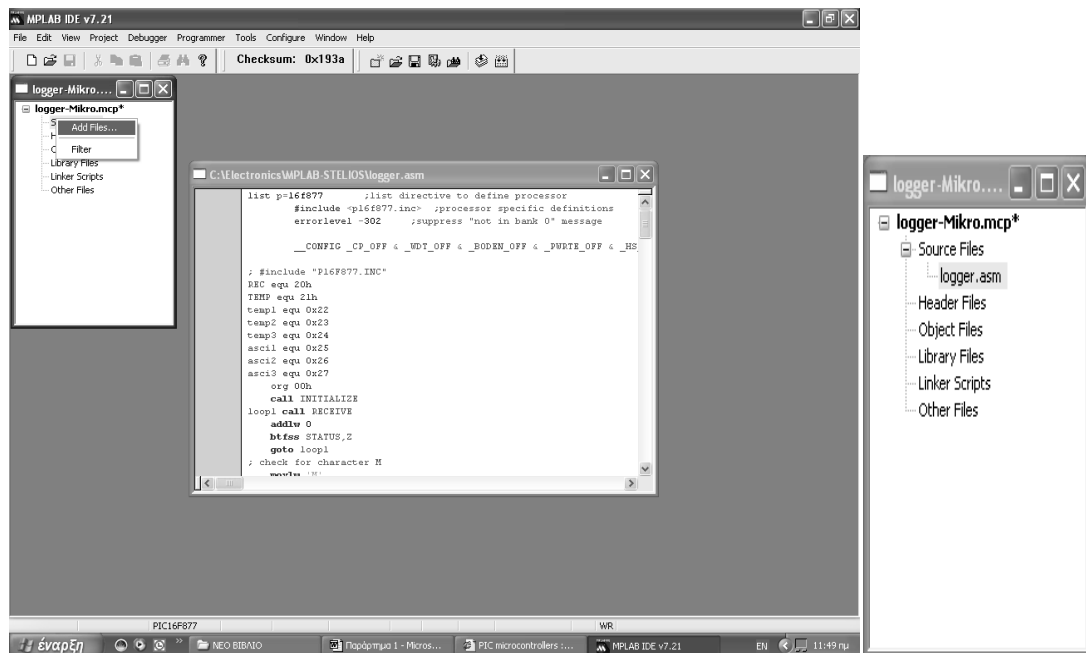 MPLAB IDE v7.21
File Edit View Project Debugger Programmer Tools Configure Window Help
Checksum: 0x193a
logger-Mikro....
logger-Mikro.mcp*
Add Files...
Filter
Library Files
Linker Scripts
Other Files
C:\Electronics\MPLAB-STELIOS\logger.asm
list p=16f877 ;list directive to define processor
#include <p16f877.inc> ;processor specific definitions
errorlevel -302 ;suppress "not in bank 0" message
__CONFIG _CP_OFF & _WDT_OFF & _BODEN_OFF & _PWRTE_OFF & _HS_
; #include "P16F877.INC"
REC equ 20h
TEMP equ 21h
temp1 equ 0x22
temp2 equ 0x23
temp3 equ 0x24
asci1 equ 0x25
asci2 equ 0x26
asci3 equ 0x27
org 00h
call INITIALIZE
loop1 call RECEIVE
addlw 0
btfss STATUS,Z
goto loop1
; check for character M
movlw 'M'
PIC16F877 WR
έναρξη ΝΕΟ ΒΙΒΛΙΟ Παράρτημα 1 - Micros... PIC microcontrollers :... MPLAB IDE v7.21 EN 11:49 πμ
logger-Mikro....
logger-Mikro.mcp*
Source Files
logger.asm
Header Files
Object Files
Library Files
Linker Scripts
Other Files